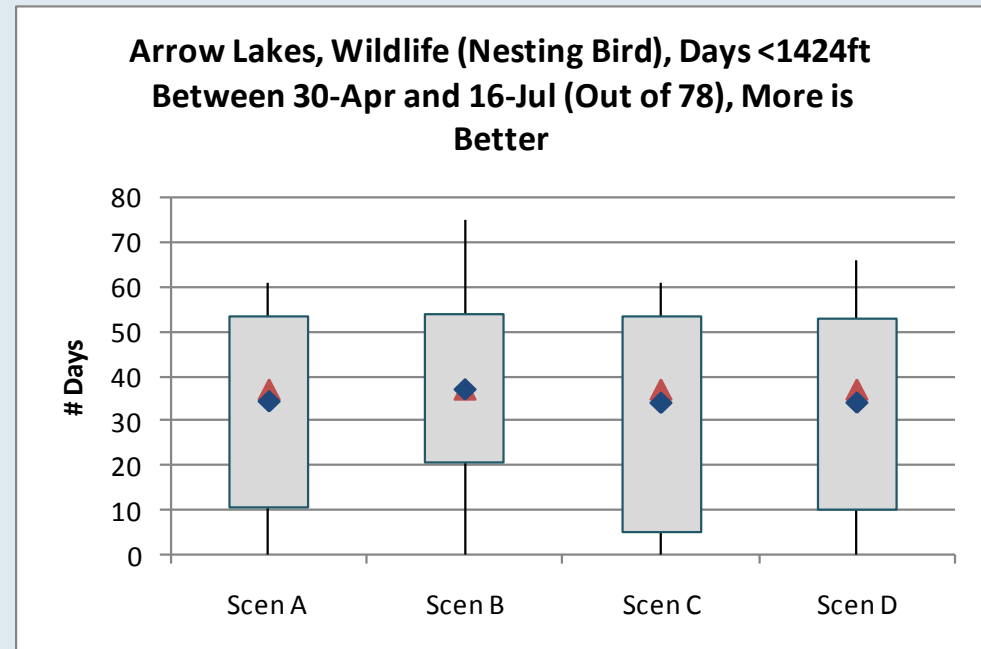 Arrow Lakes, Wildlife (Nesting Bird), Days <1424ft
Between 30-Apr and 16-Jul (Out of 78), More is
Better
80
70
60
50
40
30
20
10
0
# Days
Scen A Scen B Scen C Scen D